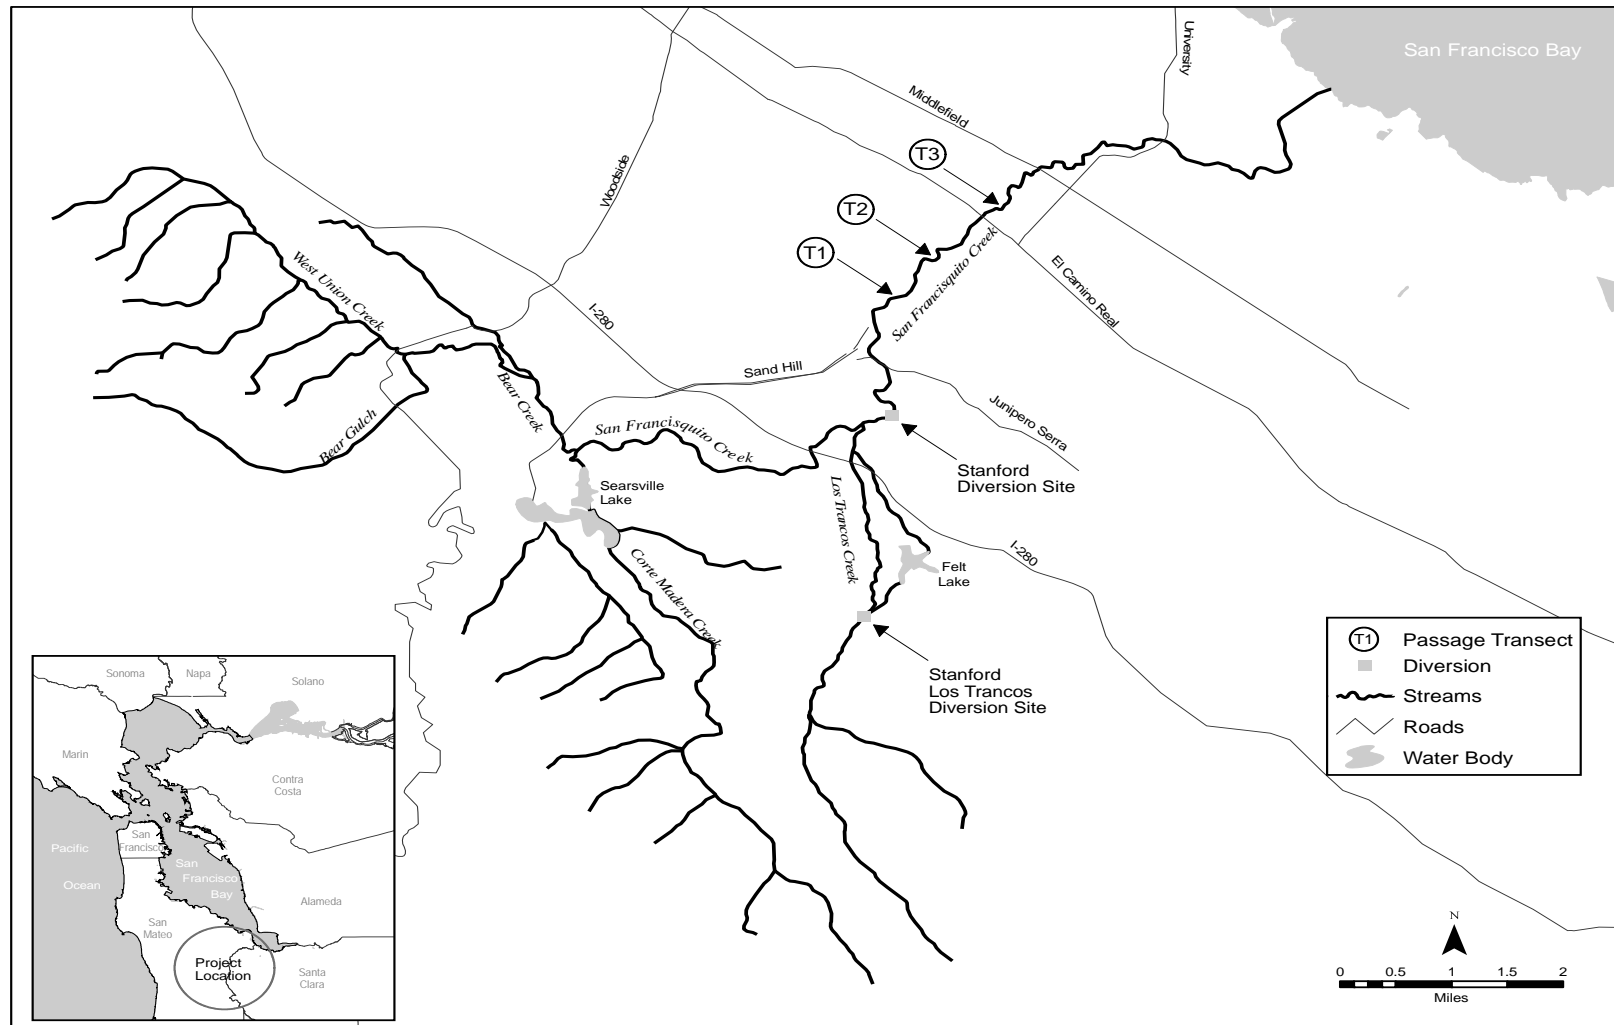 San Francisco Bay
University
Middlefield
T3
Woodside
T2
T1
San Francisquito Creek
West Union Creek
El Camino Real
I-280
Sand Hill
Bear Creek
Junipero Serra
Bear Gulch
San Francisquito Creek
Stanford
Diversion Site
Searsville
Lake
Los Trancos Creek
I-280
Felt
Lake
Corte Madera Creek
Stanford
Los Trancos
Diversion Site
T1 Passage Transect
Diversion
Streams
Roads
Water Body
Sonoma
Napa
Solano
Marin
Contra
Costa
San
Francisco
Pacific
Ocean
San
Francisco
Bay
Alameda
San
Mateo
Project
Location
Santa
Clara
N
0 0.5 1 1.5 2
Miles